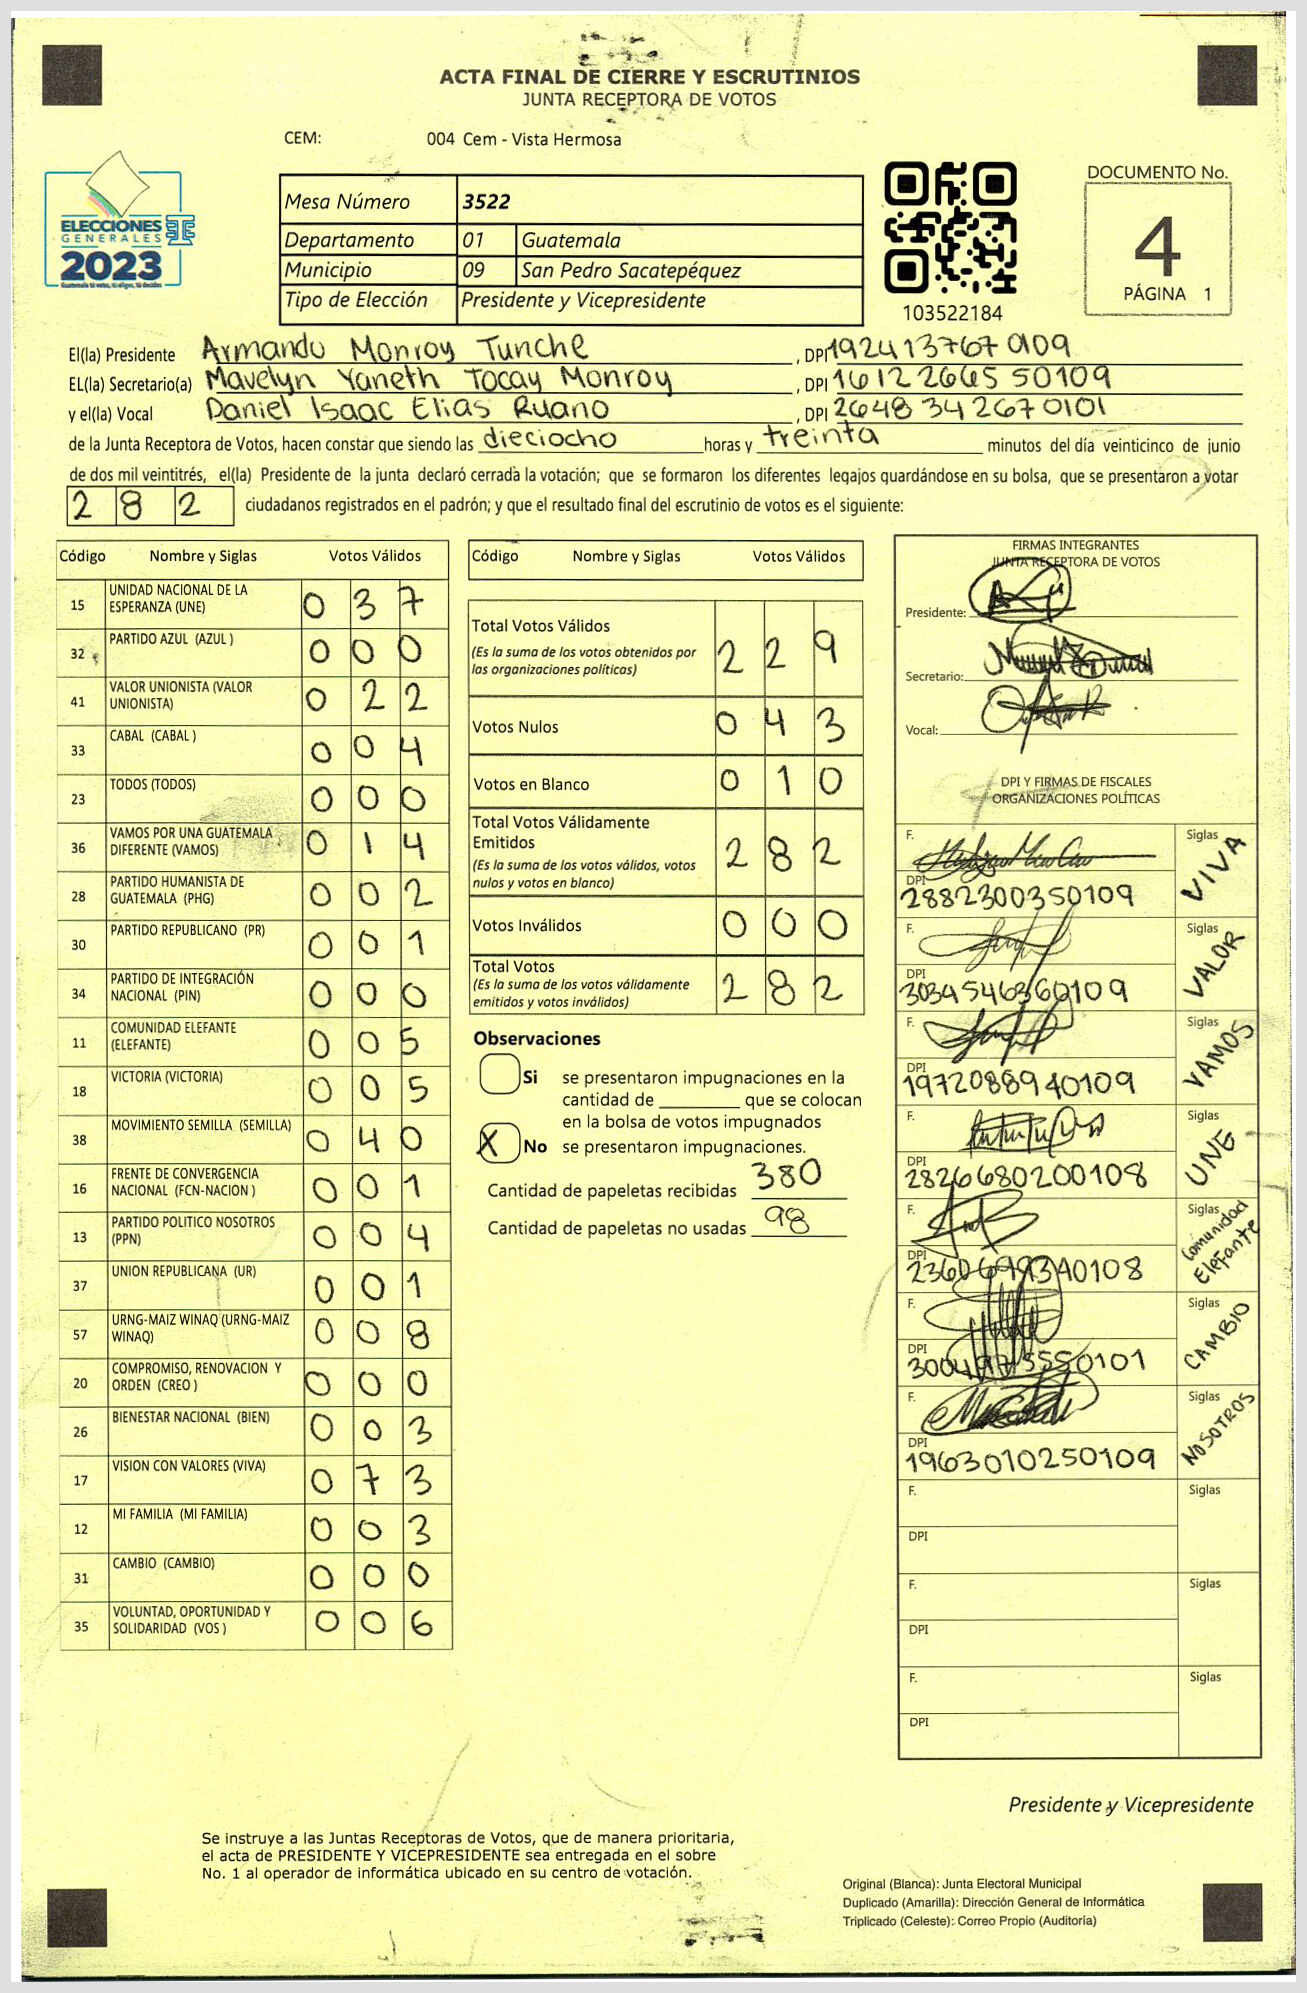 ACTA FINAL DE CIERRE Y ESCRUTINIOS
JUNTA RECEPTORA DE VOTOS
CEM: 004 Cem - Vista Hermosa
ELECCIONES
GENERALES
2023
Mesa Número 3522
Departamento 01 Guatemala
Municipio 09 San Pedro Sacatepéquez
Tipo de Elección Presidente y Vicepresidente
103522184
DOCUMENTO No.
4
PÁGINA 1
El(la) Presidente Armando Monroy Tunche, DPI 1924137670909
EL(la) Secretario(a) Mavelyn Yaneth Tocay Monroy, DPI 1612266550109
y el(la) Vocal Daniel Isaac Elias Ruano, DPI 2648342670101
de la Junta Receptora de Votos, hacen constar que siendo las dieciocho horas y treinta minutos del día veinticinco de junio
de dos mil veintitrés, el(la) Presidente de la junta declaró cerrada la votación; que se formaron los diferentes legajos guardándose en su bolsa, que se presentaron a votar
282 ciudadanos registrados en el padrón; y que el resultado final del escrutinio de votos es el siguiente:
Código Nombre y Siglas Votos Válidos
15 UNIDAD NACIONAL DE LA ESPERANZA (UNE) 0 3 7
32 PARTIDO AZUL (AZUL ) 0 0 0
41 VALOR UNIONISTA (VALOR UNIONISTA) 0 2 2
33 CABAL (CABAL ) 0 0 4
23 TODOS (TODOS) 0 0 0
36 VAMOS POR UNA GUATEMALA DIFERENTE (VAMOS) 0 1 4
28 PARTIDO HUMANISTA DE GUATEMALA (PHG) 0 0 2
30 PARTIDO REPUBLICANO (PR) 0 0 1
34 PARTIDO DE INTEGRACIÓN NACIONAL (PIN) 0 0 0
11 COMUNIDAD ELEFANTE (ELEFANTE) 0 0 5
18 VICTORIA (VICTORIA) 0 0 5
38 MOVIMIENTO SEMILLA (SEMILLA) 0 4 0
16 FRENTE DE CONVERGENCIA NACIONAL (FCN-NACION ) 0 0 1
13 PARTIDO POLITICO NOSOTROS (PPN) 0 0 4
37 UNION REPUBLICANA (UR) 0 0 1
57 URNG-MAIZ WINAQ (URNG-MAIZ WINAQ) 0 0 8
20 COMPROMISO, RENOVACION Y ORDEN (CREO ) 0 0 0
26 BIENESTAR NACIONAL (BIEN) 0 0 3
17 VISION CON VALORES (VIVA) 0 7 3
12 MI FAMILIA (MI FAMILIA) 0 0 3
31 CAMBIO (CAMBIO) 0 0 0
35 VOLUNTAD, OPORTUNIDAD Y SOLIDARIDAD (VOS ) 0 0 6
Código Nombre y Siglas Votos Válidos
Total Votos Válidos 2 2 9
(Es la suma de los votos obtenidos por
las organizaciones políticas)
Votos Nulos 0 4 3
Votos en Blanco 0 1 0
Total Votos Válidamente
Emitidos 2 8 2
(Es la suma de los votos válidos, votos
nulos y votos en blanco)
Votos Inválidos 0 0 0
Total Votos 2 8 2
(Es la suma de los votos válidamente
emitidos y votos inválidos)
Observaciones
Si se presentaron impugnaciones en la
cantidad de ________ que se colocan
en la bolsa de votos impugnados
X No se presentaron impugnaciones.
Cantidad de papeletas recibidas 380
Cantidad de papeletas no usadas 98
FIRMAS INTEGRANTES
JUNTA RECEPTORA DE VOTOS
Presidente:
Secretario:
Vocal:
DPI Y FIRMAS DE FISCALES
ORGANIZACIONES POLÍTICAS
F. Siglas VIVA
DPI 2882300350109
F. Siglas VALOR
DPI 3034546360109
F. Siglas VAMOS
DPI 1972088940109
F. Siglas UNE
DPI 2826680200108
F. Siglas Comunidad Elefante
DPI
F. Siglas CAMBIO
DPI
F. Siglas NOSOTROS
DPI 1963010250109
F. Siglas
DPI
F. Siglas
DPI
F. Siglas
DPI
Presidente y Vicepresidente
Se instruye a las Juntas Receptoras de Votos, que de manera prioritaria,
el acta de PRESIDENTE Y VICEPRESIDENTE sea entregada en el sobre
No. 1 al operador de informática ubicado en su centro de votación.
Original (Blanca): Junta Electoral Municipal
Duplicado (Amarilla): Dirección General de Informática
Triplicado (Celeste): Correo Propio (Auditoría)